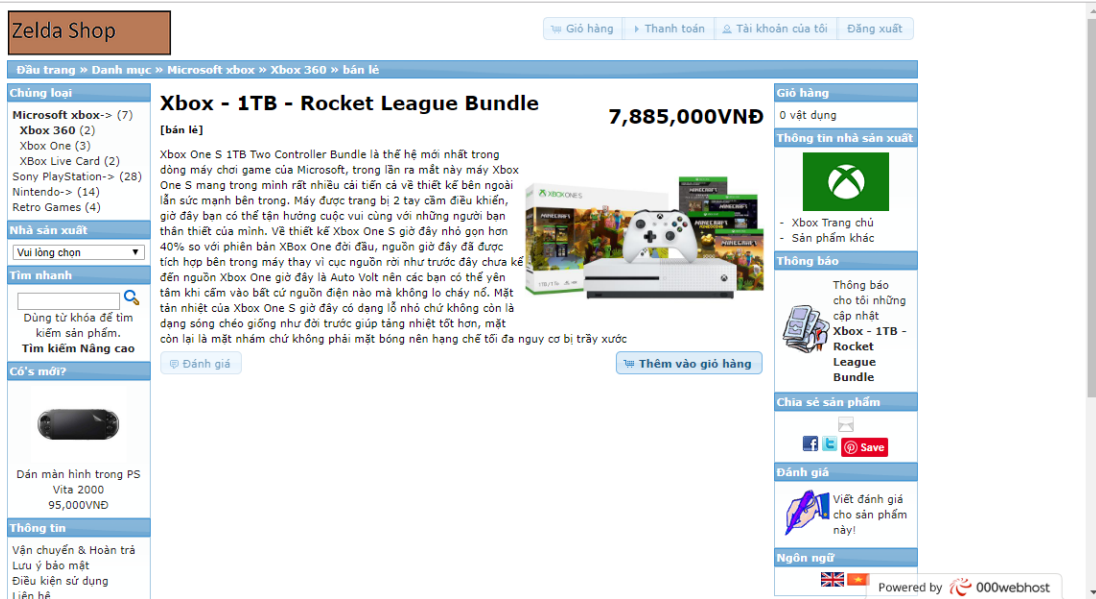 Zelda Shop
Giỏ hàng
Thanh toán
Tài khoản của tôi
Đăng xuất
Đầu trang » Danh mục » Microsoft xbox » Xbox 360 » bán lẻ
Chủng loại
Microsoft xbox-> (7)
Xbox 360 (2)
Xbox One (3)
XBox Live Card (2)
Sony PlayStation-> (28)
Nintendo-> (14)
Retro Games (4)
Nhà sản xuất
Vui lòng chọn
Tìm nhanh
Dùng từ khóa để tìm
kiếm sản phẩm.
Tìm kiếm Nâng cao
Có's mới?
Dán màn hình trong PS
Vita 2000
95,000VNĐ
Thông tin
Vận chuyển & Hoàn trả
Lưu ý bảo mật
Điều kiện sử dụng
Liên hệ
Xbox - 1TB - Rocket League Bundle
7,885,000VNĐ
[bán lẻ]
Xbox One S 1TB Two Controller Bundle là thế hệ mới nhất trong
dòng máy chơi game của Microsoft, trong lần ra mắt này máy Xbox
One S mang trong mình rất nhiều cải tiến cả về thiết kế bên ngoài
lẫn sức mạnh bên trong. Máy được trang bị 2 tay cầm điều khiển,
giờ đây bạn có thể tận hưởng cuộc vui cùng với những người bạn
thân thiết của mình. Về thiết kế Xbox One S giờ đây nhỏ gọn hơn
40% so với phiên bản XBox One đời đầu, nguồn giờ đây đã được
tích hợp bên trong máy thay vì cục nguồn rời như trước đây chưa kể
đến nguồn Xbox One giờ đây là Auto Volt nên các bạn có thể yên
tâm khi cấm vào bất cứ nguồn điện nào mà không lo cháy nổ. Mặt
tản nhiệt của Xbox One S giờ đây có dạng lỗ nhỏ chứ không còn là
dạng sóng chéo giống như đời trước giúp tảng nhiệt tốt hơn, mặt
còn lại là mặt nhám chứ không phải mặt bóng nên hạng chế tối đa nguy cơ bị trầy xước
XBOX ONE S
MINECRAFT
MINECRAFT
MINECRAFT
1TB/1To
Đánh giá
Thêm vào giỏ hàng
Giỏ hàng
0 vật dụng
Thông tin nhà sản xuất
- Xbox Trang chủ
- Sản phẩm khác
Thông báo
Thông báo
cho tôi những
cập nhật
Xbox - 1TB -
Rocket
League
Bundle
Chia sẻ sản phẩm
Save
Đánh giá
Viết đánh giá
cho sản phẩm
này!
Ngôn ngữ
Powered by 000webhost